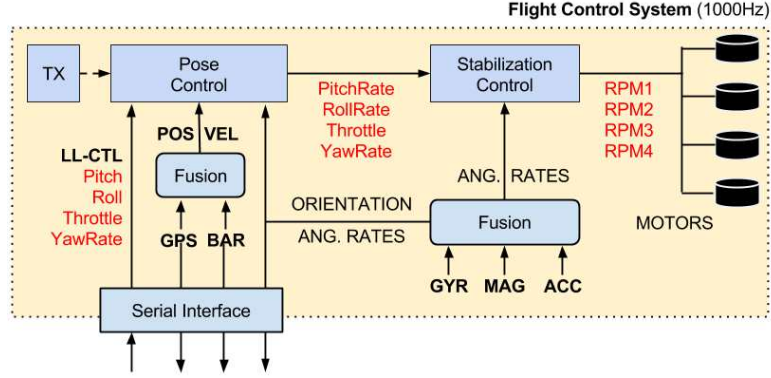 Flight Control System (1000Hz)
TX
Pose
Control
Stabilization
Control
PitchRate
RollRate
Throttle
YawRate
RPM1
RPM2
RPM3
RPM4
POS VEL
LL-CTL
Pitch
Roll
Throttle
YawRate
Fusion
ANG. RATES
ORIENTATION
ANG. RATES
Fusion
MOTORS
GPS BAR
GYR MAG ACC
Serial Interface